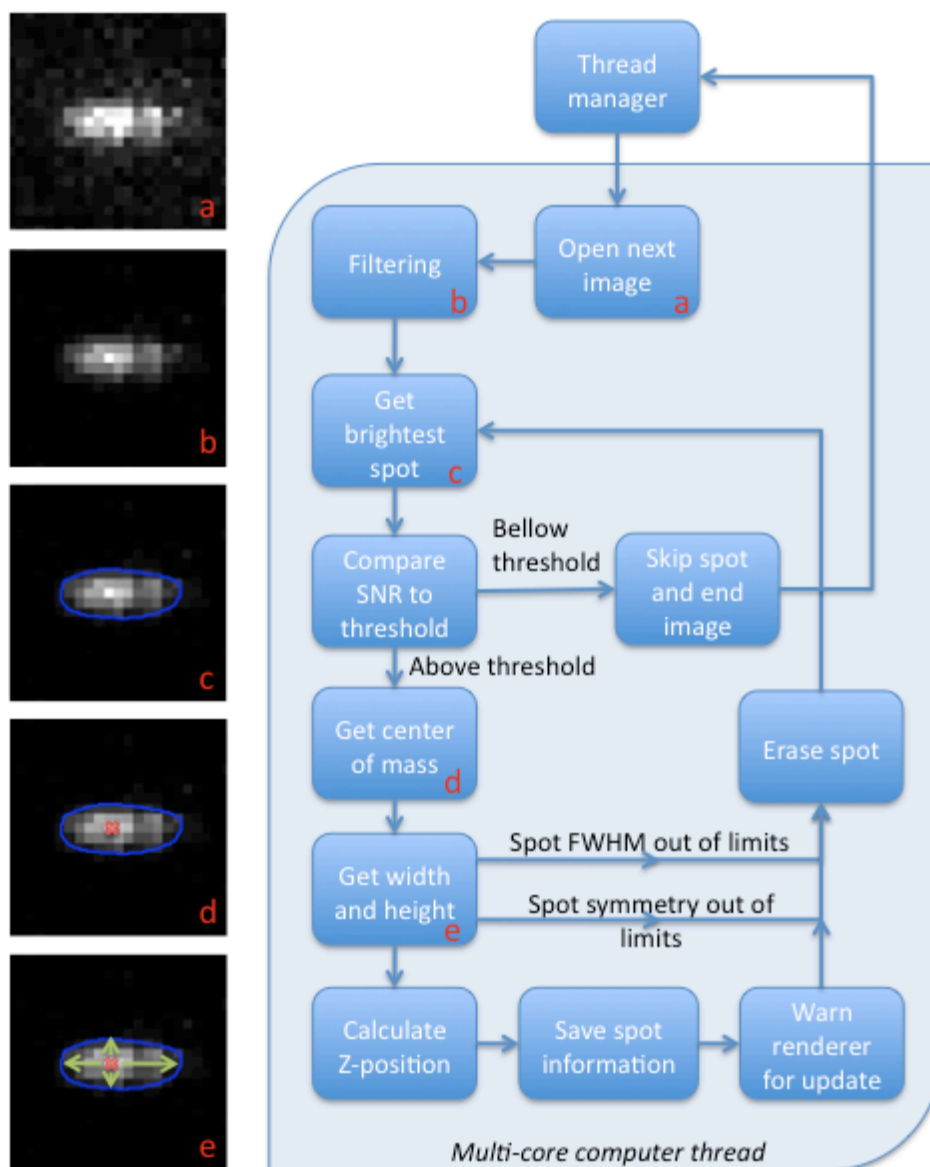 a
b
c
d
e
Thread
manager
Open next
image
a
Filtering
b
Get
brightest
spot
c
Compare
SNR to
threshold
Bellow
threshold
Skip spot
and end
image
Above threshold
Get center
of mass
d
Erase spot
Get width
and height
e
Spot FWHM out of limits
Spot symmetry out of
limits
Calculate
Z-position
Save spot
information
Warn
renderer
for update
Multi-core computer thread